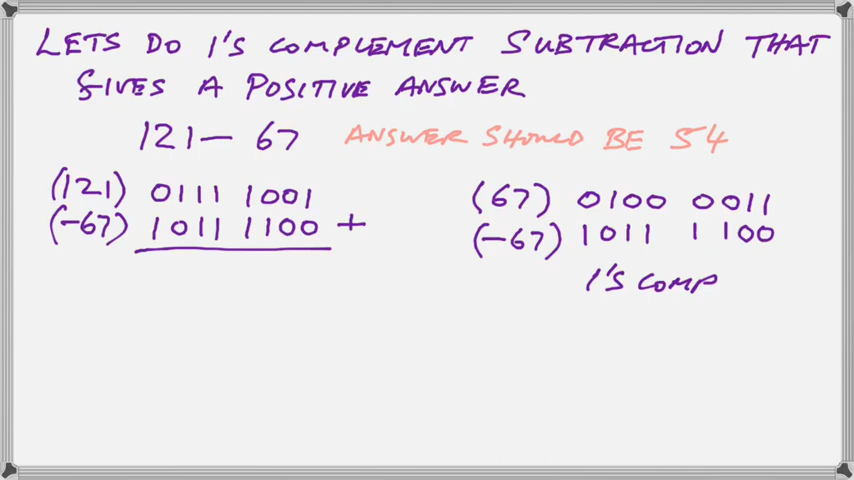 LETS DO 1'S COMPLEMENT SUBTRACTION THAT
GIVES A POSITIVE ANSWER
121 — 67 ANSWER SHOULD BE 54
(121) 0111 1001
(-67) 1011 1100 +
(67) 0100 0011
(-67) 1011 1100
1'S COMP